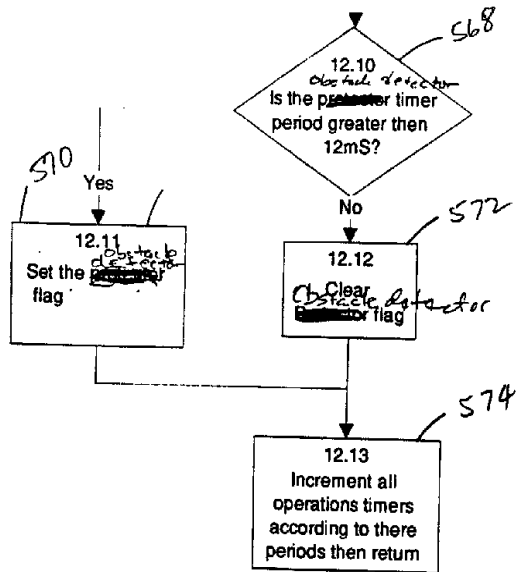 568
12.10
obstacle detector
Is the timer
period greater then
12mS?
570
Yes
No
572
12.11
obstacle
detector
Set the
flag
12.12
Clear
Obstacle detector
flag
574
12.13
Increment all
operations timers
according to there
periods then return